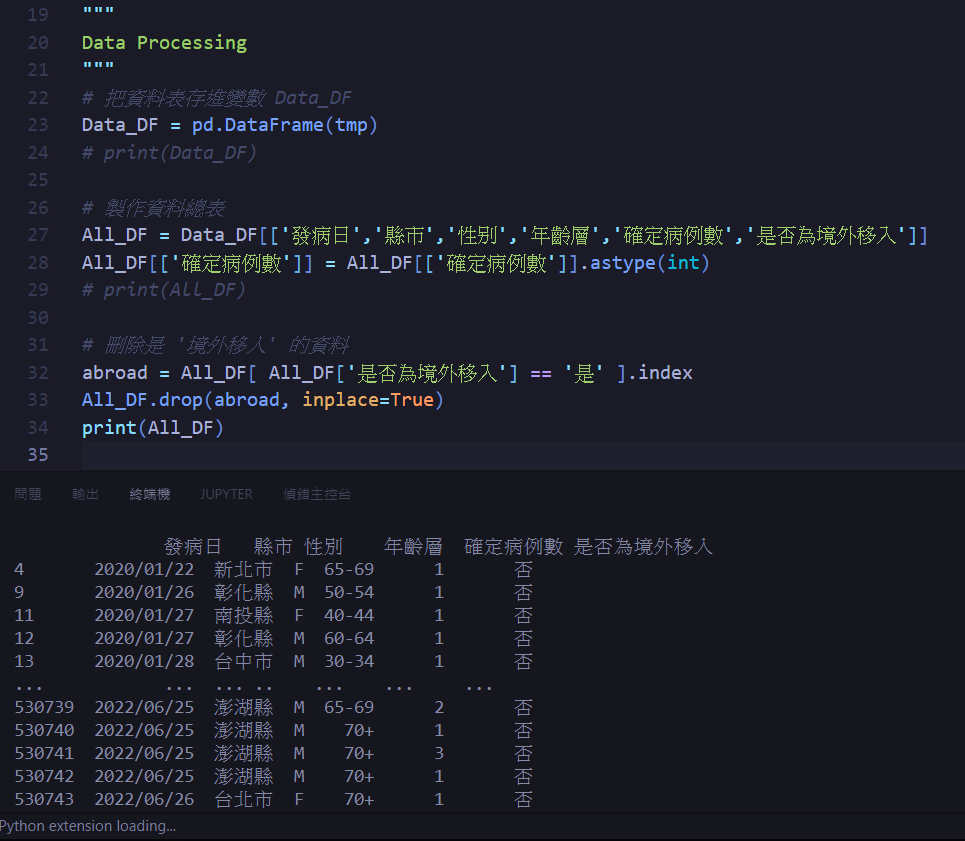 19 """
20 Data Processing
21 """
22 # 把資料表存進變數 Data_DF
23 Data_DF = pd.DataFrame(tmp)
24 # print(Data_DF)
25
26 # 製作資料總表
27 All_DF = Data_DF[['發病日','縣市','性別','年齡層','確定病例數','是否為境外移入']]
28 All_DF[['確定病例數']] = All_DF[['確定病例數']].astype(int)
29 # print(All_DF)
30
31 # 刪除是 '境外移入' 的資料
32 abroad = All_DF[ All_DF['是否為境外移入'] == '是' ].index
33 All_DF.drop(abroad, inplace=True)
34 print(All_DF)
35
問題 輸出 終端機 JUPYTER 偵錯主控台
發病日 縣市 性別 年齡層 確定病例數 是否為境外移入
4 2020/01/22 新北市 F 65-69 1 否
9 2020/01/26 彰化縣 M 50-54 1 否
11 2020/01/27 南投縣 F 40-44 1 否
12 2020/01/27 彰化縣 M 60-64 1 否
13 2020/01/28 台中市 M 30-34 1 否
... ... ... .. ... ... ...
530739 2022/06/25 澎湖縣 M 65-69 2 否
530740 2022/06/25 澎湖縣 M 70+ 1 否
530741 2022/06/25 澎湖縣 M 70+ 3 否
530742 2022/06/25 澎湖縣 M 70+ 1 否
530743 2022/06/26 台北市 F 70+ 1 否
Python extension loading...